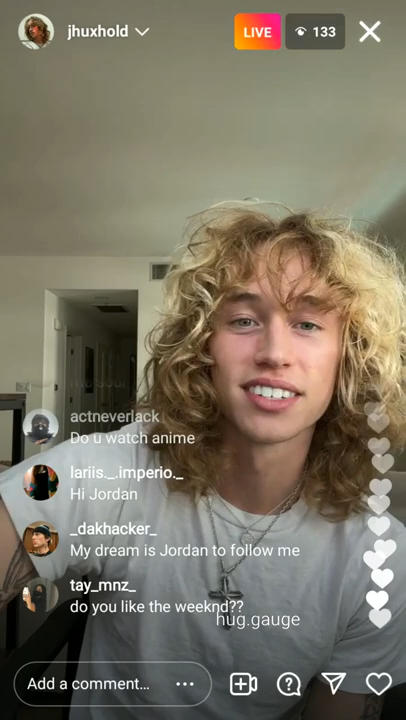 jhuxhold
LIVE
133
actneverlack
Do u watch anime
lariis._.imperio._
Hi Jordan
_dakhacker_
My dream is Jordan to follow me
tay_mnz_
do you like the weeknd??
hug.gauge
Add a comment...